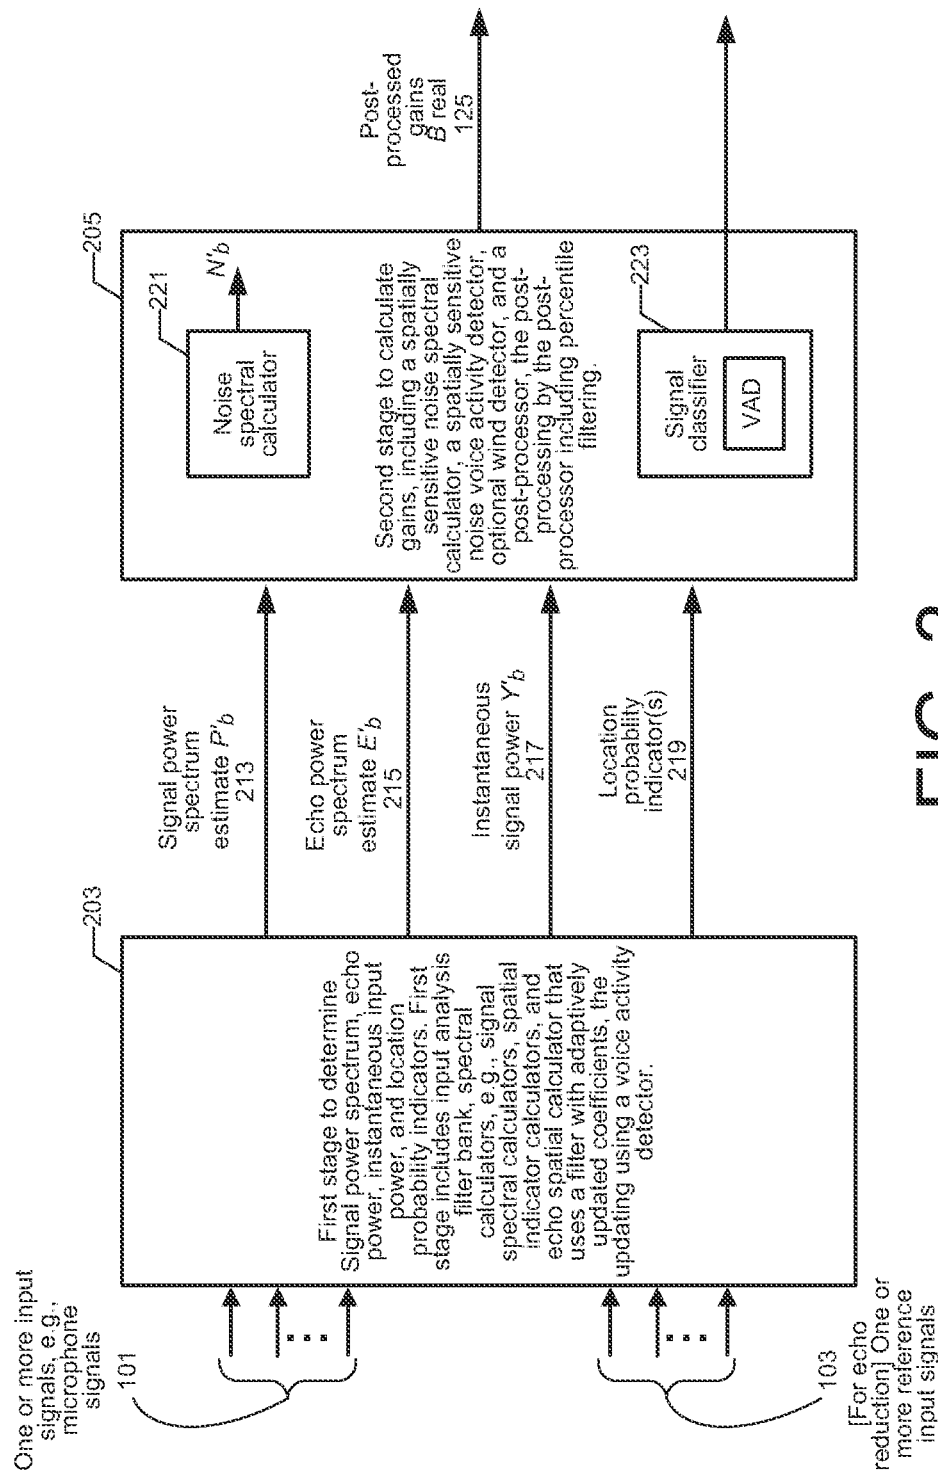 One or more input
signals, e.g.,
microphone
signals
101
[For echo
reduction] One or
more reference
input signals
103
203
First stage to determine
Signal power spectrum, echo
power, instantaneous input
power, and location
probability indicators. First
stage includes input analysis
filter bank, spectral
calculators, e.g., signal
spectral calculators, spatial
indicator calculators, and
echo spatial calculator that
uses a filter with adaptively
updated coefficients, the
updating using a voice activity
detector.
Signal power
spectrum
estimate P'b
213
Echo power
spectrum
estimate E'b
215
Instantaneous
signal power Y'b
217
Location
probability
indicator(s)
219
205
221
Noise
spectral
calculator
N'b
Second stage to calculate
gains, including a spatially
sensitive noise spectral
calculator, a spatially sensitive
noise voice activity detector,
optional wind detector, and a
post-processor, the post-
processing by the post-
processor including percentile
filtering.
223
Signal
classifier
VAD
Post-
processed
gains
B real
125